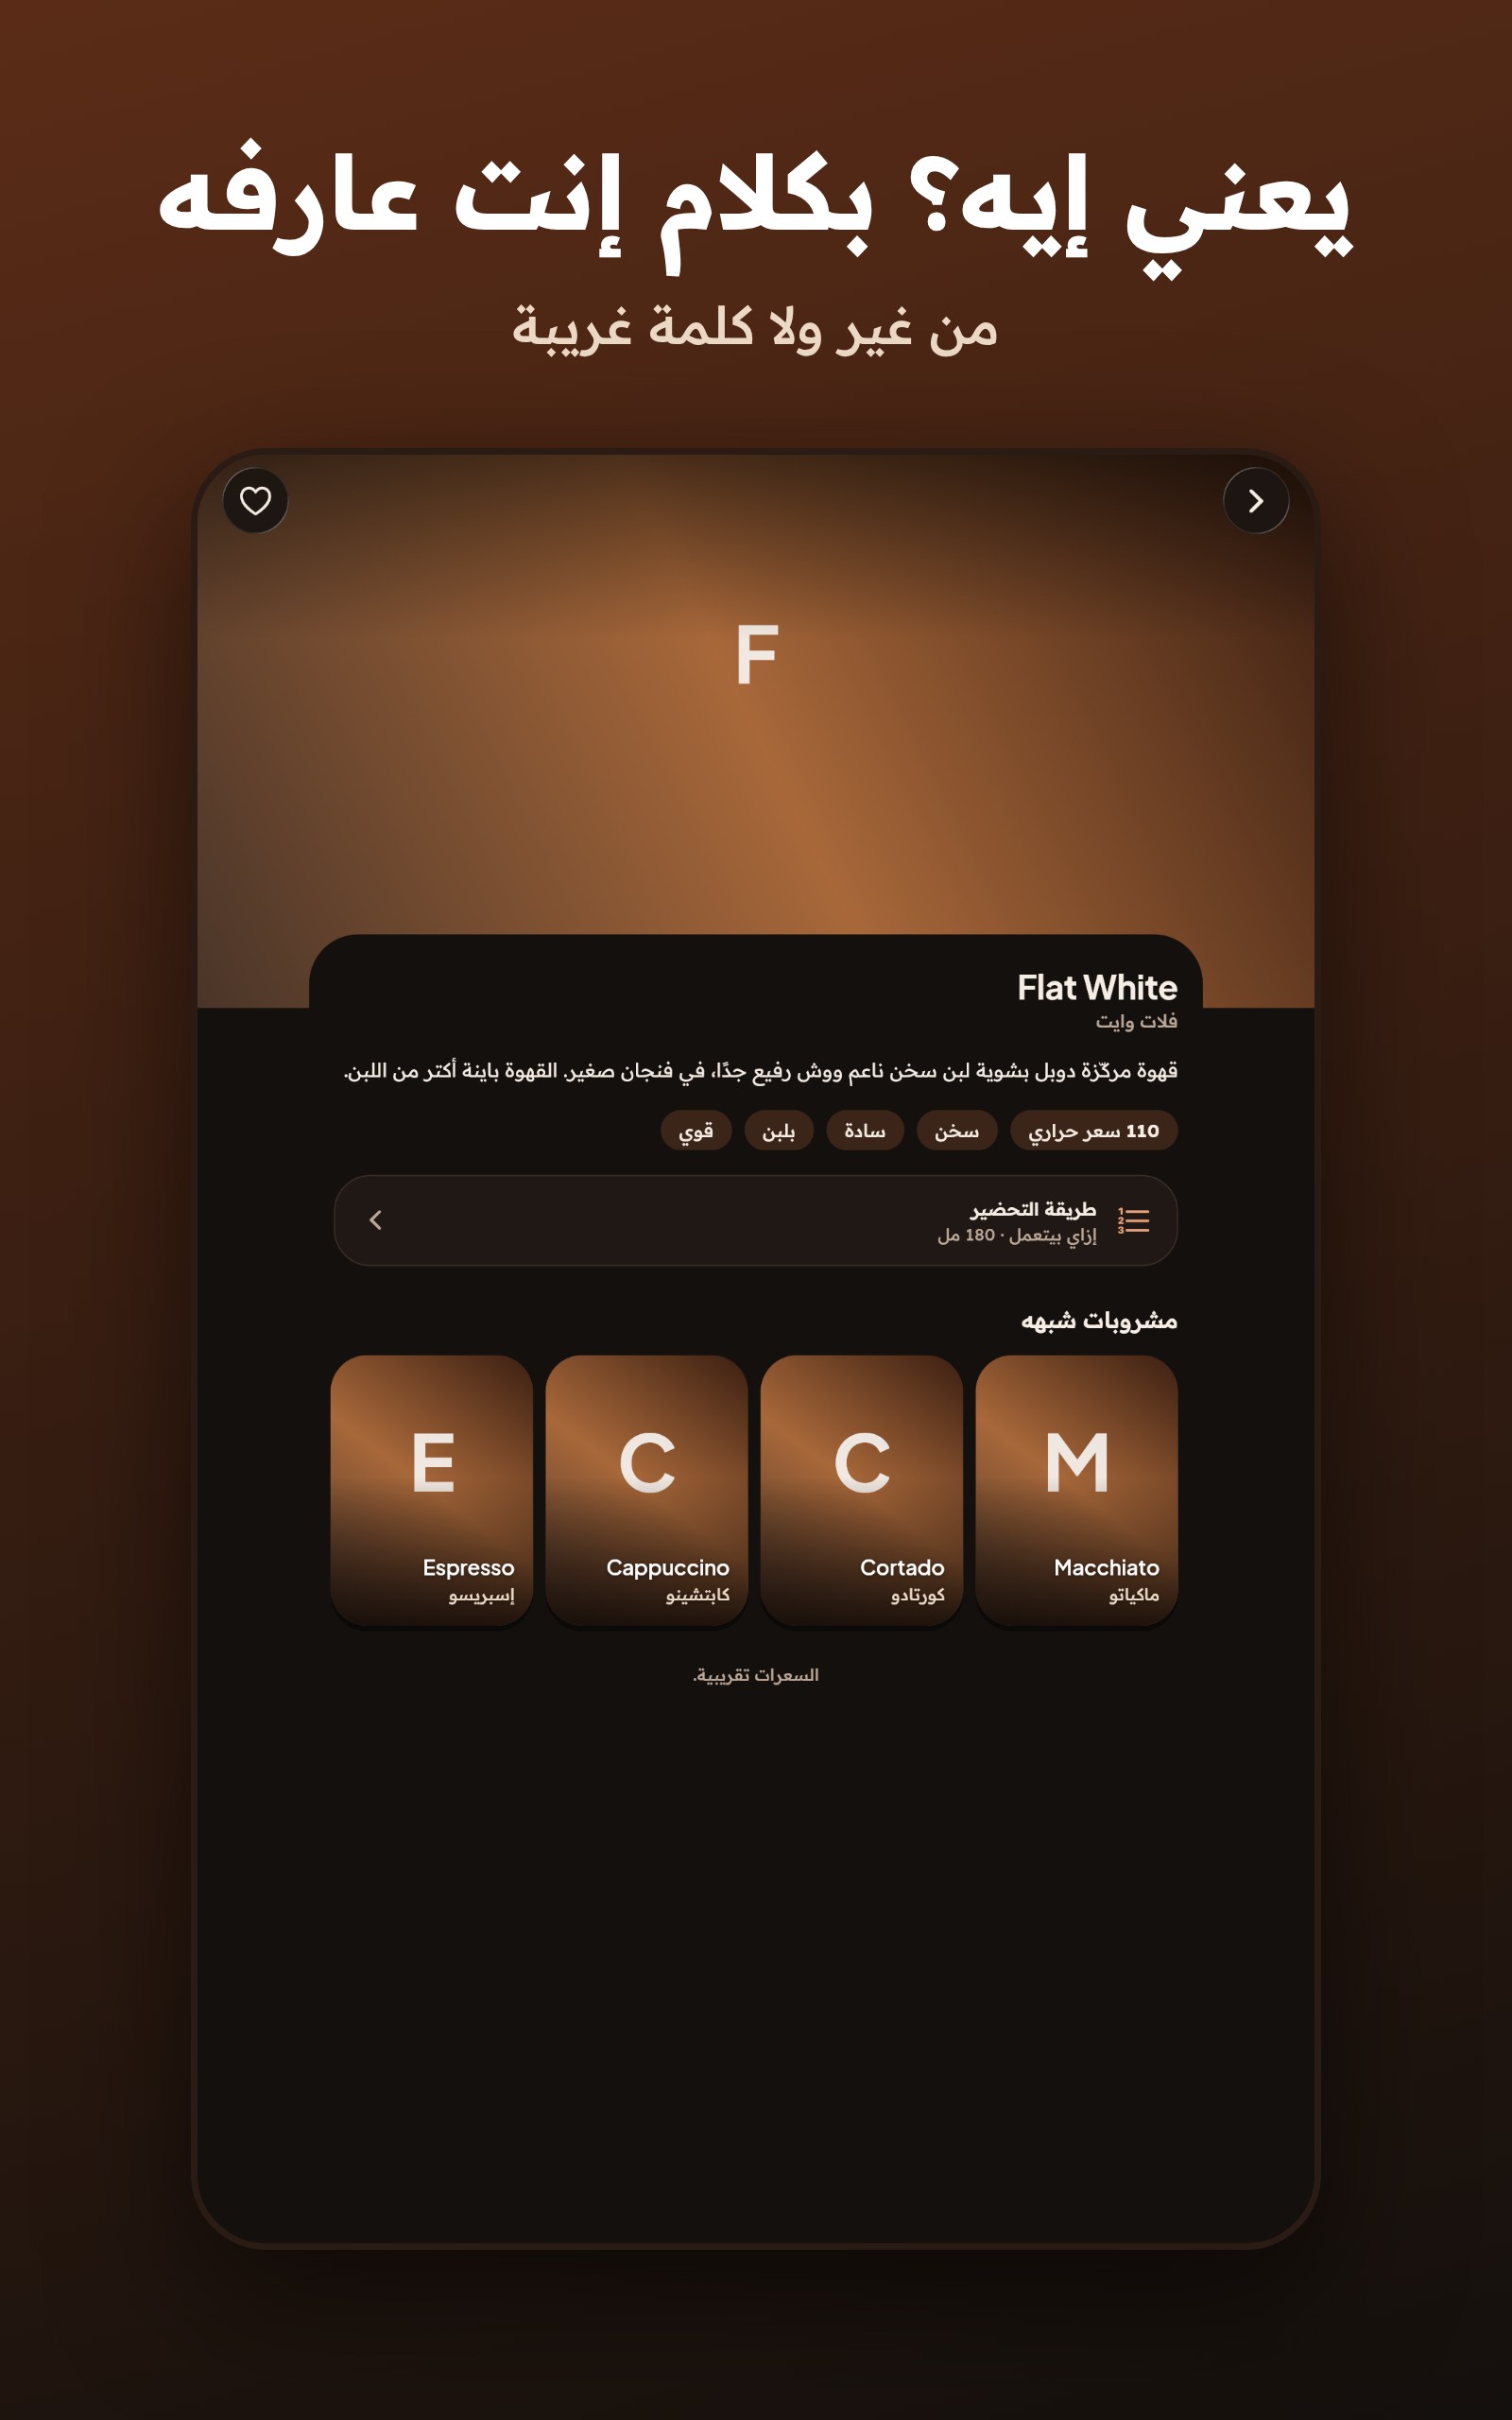 يعني إيه؟ بكلام إنت عارفه
من غير ولا كلمة غريبة
F
Flat White
فلات وايت
قهوة مركّزة دوبل بشوية لبن سخن ناعم ووش رفيع جدًا، في فنجان صغير. القهوة باينة أكتر من اللبن.
110 سعر حراري سخن سادة بلبن قوي
طريقة التحضير
إزاي بيتعمل · 180 مل
مشروبات شبهه
M C C E
Macchiato Cortado Cappuccino Espresso
ماكياتو كورتادو كابتشينو إسبريسو
السعرات تقريبية.